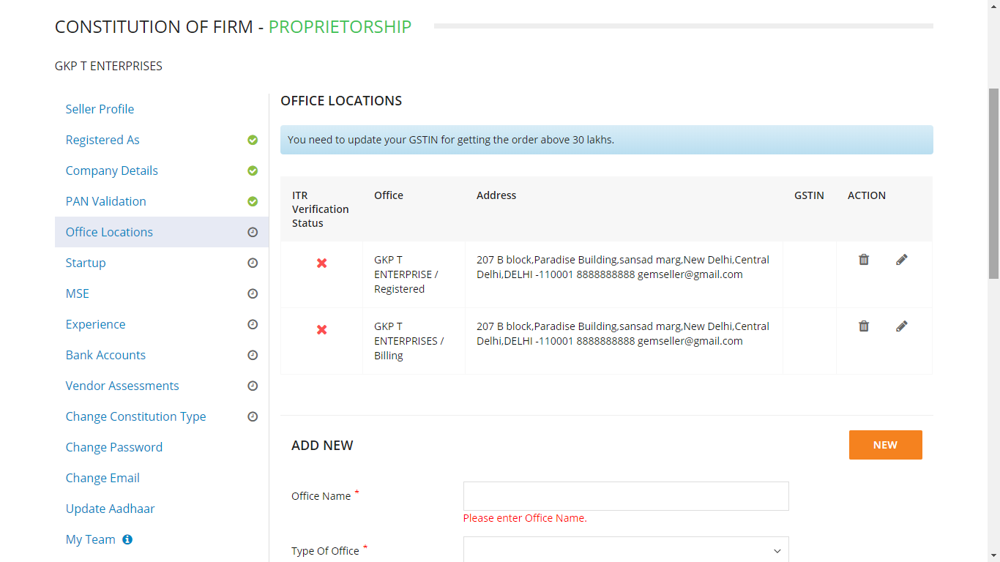 CONSTITUTION OF FIRM - PROPRIETORSHIP
GKP T ENTERPRISES
Seller Profile
Registered As
Company Details
PAN Validation
Office Locations
Startup
MSE
Experience
Bank Accounts
Vendor Assessments
Change Constitution Type
Change Password
Change Email
Update Aadhaar
My Team
OFFICE LOCATIONS
You need to update your GSTIN for getting the order above 30 lakhs.
ITR
Verification
Status
Office
Address
GSTIN
ACTION
GKP T
ENTERPRISE /
Registered
207 B block,Paradise Building,sansad marg,New Delhi,Central
Delhi,DELHI -110001 8888888888 gemseller@gmail.com
GKP T
ENTERPRISES /
Billing
207 B block,Paradise Building,sansad marg,New Delhi,Central
Delhi,DELHI -110001 8888888888 gemseller@gmail.com
ADD NEW
NEW
Office Name *
Please enter Office Name.
Type Of Office *